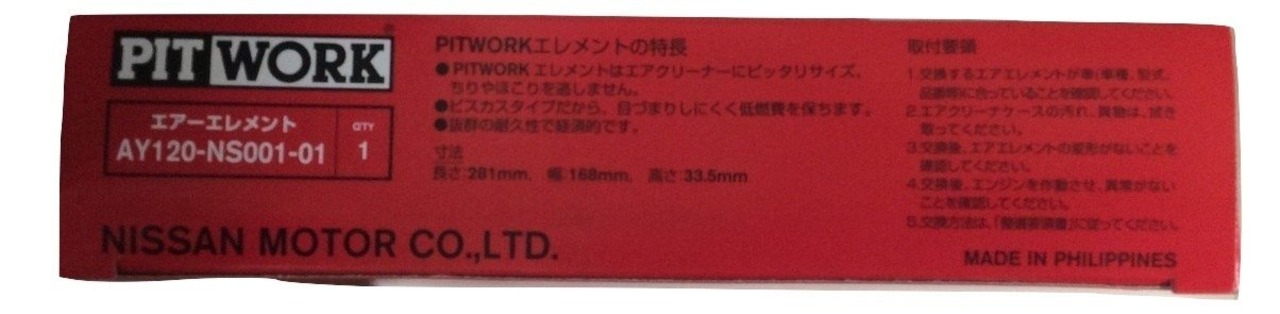 PITWORK
エアーエレメント
QTY
AY120-NS001-01
1
NISSAN MOTOR CO.,LTD.
PITWORKエレメントの特長
●PITWORK エレメントはエアクリーナーにピッタリサイズ、
ちりやほこりを逃しません。
●ビスカスタイプだから、目づまりしにくく低燃費を保ちます。
●抜群の耐久性で経済的です。
寸法
長さ:281mm, 幅:168mm, 高さ:33.5mm
取付要領
1.交換するエアエレメントが車(車種、型式、
品番等)に合っていることを確認してください。
2.エアクリーナケースの汚れ、異物は、拭き
取ってください。
3.交換後、エアエレメントの変形がないことを
確認してください。
4.交換後、エンジンを作動させ、異常がない
ことを確認してください。
5.交換方法は、「整備要領書」に従ってください。
MADE IN PHILIPPINES